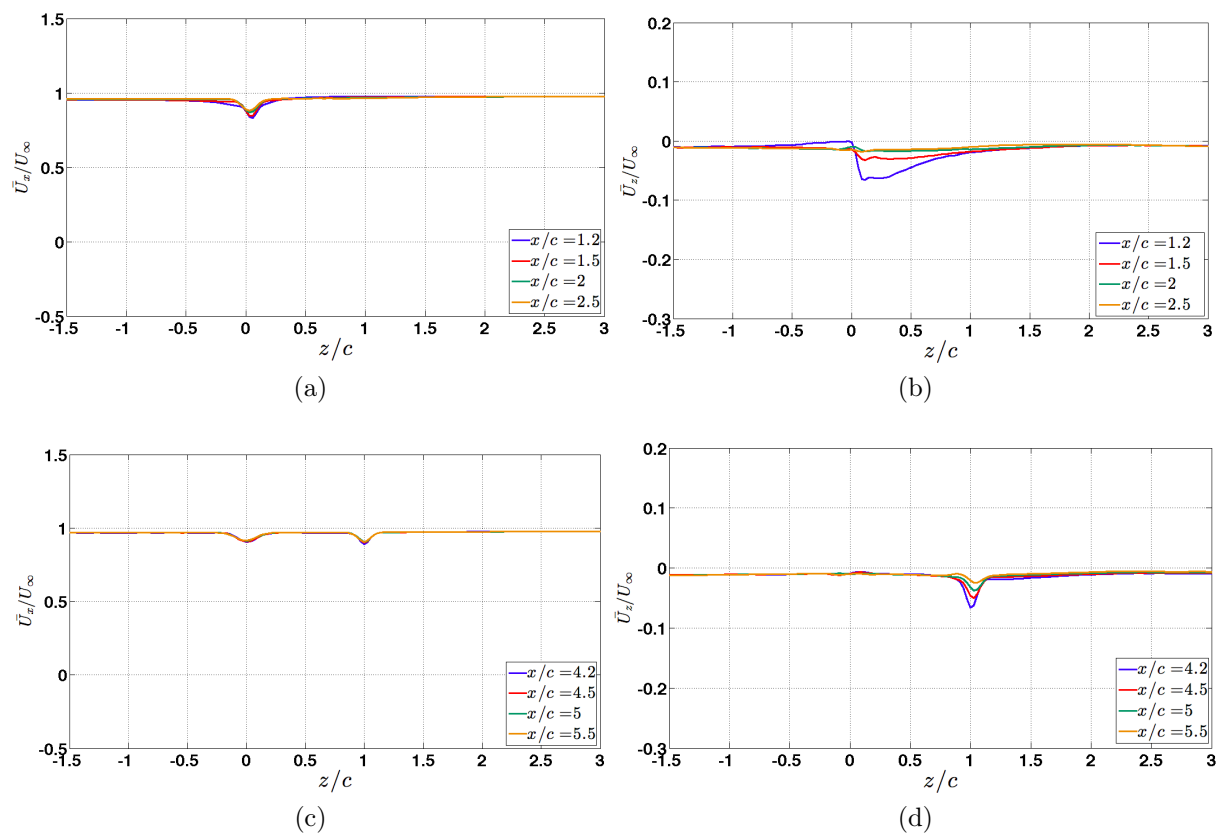 1.5
1
0.5
0
-0.5
Ū_x/U_∞
-1.5 -1 -0.5 0 0.5 1 1.5 2 2.5 3
z/c
x/c =1.2
x/c =1.5
x/c =2
x/c =2.5
(a)
0.2
0.1
0
-0.1
-0.2
-0.3
Ū_z/U_∞
-1.5 -1 -0.5 0 0.5 1 1.5 2 2.5 3
z/c
x/c =1.2
x/c =1.5
x/c =2
x/c =2.5
(b)
1.5
1
0.5
0
-0.5
Ū_x/U_∞
-1.5 -1 -0.5 0 0.5 1 1.5 2 2.5 3
z/c
x/c =4.2
x/c =4.5
x/c =5
x/c =5.5
(c)
0.2
0.1
0
-0.1
-0.2
-0.3
Ū_z/U_∞
-1.5 -1 -0.5 0 0.5 1 1.5 2 2.5 3
z/c
x/c =4.2
x/c =4.5
x/c =5
x/c =5.5
(d)